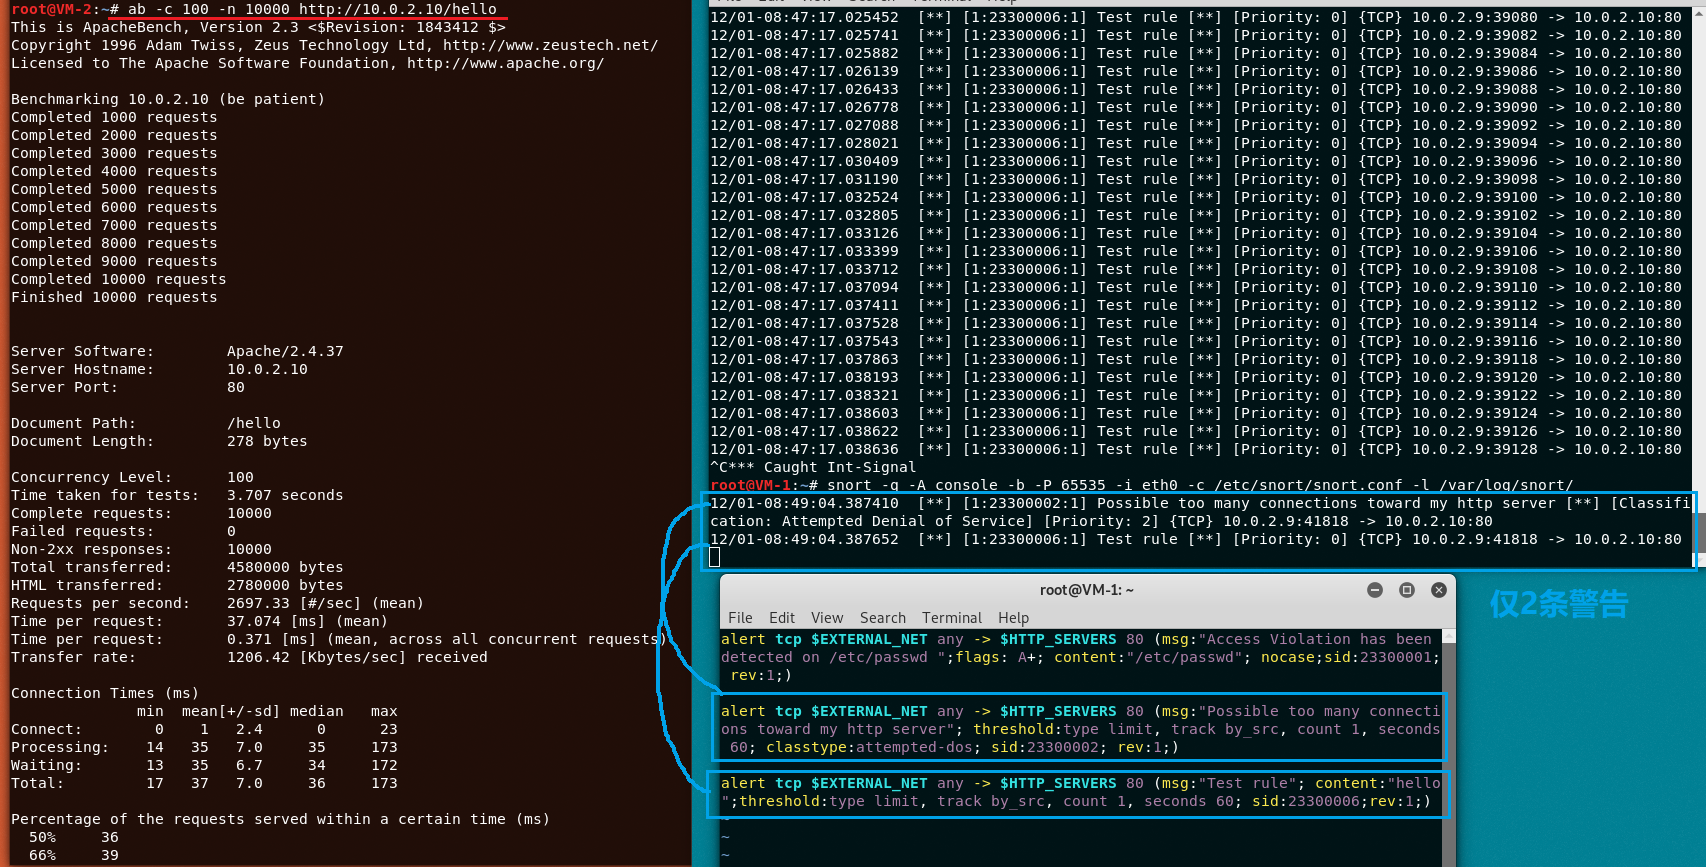 root@VM-2:~# ab -c 100 -n 10000 http://10.0.2.10/hello
This is ApacheBench, Version 2.3 <$Revision: 1843412 $>
Copyright 1996 Adam Twiss, Zeus Technology Ltd, http://www.zeustech.net/
Licensed to The Apache Software Foundation, http://www.apache.org/
Benchmarking 10.0.2.10 (be patient)
Completed 1000 requests
Completed 2000 requests
Completed 3000 requests
Completed 4000 requests
Completed 5000 requests
Completed 6000 requests
Completed 7000 requests
Completed 8000 requests
Completed 9000 requests
Completed 10000 requests
Finished 10000 requests
Server Software: Apache/2.4.37
Server Hostname: 10.0.2.10
Server Port: 80
Document Path: /hello
Document Length: 278 bytes
Concurrency Level: 100
Time taken for tests: 3.707 seconds
Complete requests: 10000
Failed requests: 0
Non-2xx responses: 10000
Total transferred: 4580000 bytes
HTML transferred: 2780000 bytes
Requests per second: 2697.33 [#/sec] (mean)
Time per request: 37.074 [ms] (mean)
Time per request: 0.371 [ms] (mean, across all concurrent requests)
Transfer rate: 1206.42 [Kbytes/sec] received
Connection Times (ms)
min mean[+/-sd] median max
Connect: 0 1 2.4 0 23
Processing: 14 35 7.0 35 173
Waiting: 13 35 6.7 34 172
Total: 17 37 7.0 36 173
Percentage of the requests served within a certain time (ms)
50% 36
66% 39
12/01-08:47:17.025452 [**] [1:23300006:1] Test rule [**] [Priority: 0] {TCP} 10.0.2.9:39080 -> 10.0.2.10:80
12/01-08:47:17.025741 [**] [1:23300006:1] Test rule [**] [Priority: 0] {TCP} 10.0.2.9:39082 -> 10.0.2.10:80
12/01-08:47:17.025882 [**] [1:23300006:1] Test rule [**] [Priority: 0] {TCP} 10.0.2.9:39084 -> 10.0.2.10:80
12/01-08:47:17.026139 [**] [1:23300006:1] Test rule [**] [Priority: 0] {TCP} 10.0.2.9:39086 -> 10.0.2.10:80
12/01-08:47:17.026433 [**] [1:23300006:1] Test rule [**] [Priority: 0] {TCP} 10.0.2.9:39088 -> 10.0.2.10:80
12/01-08:47:17.026778 [**] [1:23300006:1] Test rule [**] [Priority: 0] {TCP} 10.0.2.9:39090 -> 10.0.2.10:80
12/01-08:47:17.027088 [**] [1:23300006:1] Test rule [**] [Priority: 0] {TCP} 10.0.2.9:39092 -> 10.0.2.10:80
12/01-08:47:17.028021 [**] [1:23300006:1] Test rule [**] [Priority: 0] {TCP} 10.0.2.9:39094 -> 10.0.2.10:80
12/01-08:47:17.030409 [**] [1:23300006:1] Test rule [**] [Priority: 0] {TCP} 10.0.2.9:39096 -> 10.0.2.10:80
12/01-08:47:17.031190 [**] [1:23300006:1] Test rule [**] [Priority: 0] {TCP} 10.0.2.9:39098 -> 10.0.2.10:80
12/01-08:47:17.032524 [**] [1:23300006:1] Test rule [**] [Priority: 0] {TCP} 10.0.2.9:39100 -> 10.0.2.10:80
12/01-08:47:17.032805 [**] [1:23300006:1] Test rule [**] [Priority: 0] {TCP} 10.0.2.9:39102 -> 10.0.2.10:80
12/01-08:47:17.033126 [**] [1:23300006:1] Test rule [**] [Priority: 0] {TCP} 10.0.2.9:39104 -> 10.0.2.10:80
12/01-08:47:17.033399 [**] [1:23300006:1] Test rule [**] [Priority: 0] {TCP} 10.0.2.9:39106 -> 10.0.2.10:80
12/01-08:47:17.033712 [**] [1:23300006:1] Test rule [**] [Priority: 0] {TCP} 10.0.2.9:39108 -> 10.0.2.10:80
12/01-08:47:17.037094 [**] [1:23300006:1] Test rule [**] [Priority: 0] {TCP} 10.0.2.9:39110 -> 10.0.2.10:80
12/01-08:47:17.037411 [**] [1:23300006:1] Test rule [**] [Priority: 0] {TCP} 10.0.2.9:39112 -> 10.0.2.10:80
12/01-08:47:17.037528 [**] [1:23300006:1] Test rule [**] [Priority: 0] {TCP} 10.0.2.9:39114 -> 10.0.2.10:80
12/01-08:47:17.037543 [**] [1:23300006:1] Test rule [**] [Priority: 0] {TCP} 10.0.2.9:39116 -> 10.0.2.10:80
12/01-08:47:17.037863 [**] [1:23300006:1] Test rule [**] [Priority: 0] {TCP} 10.0.2.9:39118 -> 10.0.2.10:80
12/01-08:47:17.038193 [**] [1:23300006:1] Test rule [**] [Priority: 0] {TCP} 10.0.2.9:39120 -> 10.0.2.10:80
12/01-08:47:17.038321 [**] [1:23300006:1] Test rule [**] [Priority: 0] {TCP} 10.0.2.9:39122 -> 10.0.2.10:80
12/01-08:47:17.038603 [**] [1:23300006:1] Test rule [**] [Priority: 0] {TCP} 10.0.2.9:39124 -> 10.0.2.10:80
12/01-08:47:17.038622 [**] [1:23300006:1] Test rule [**] [Priority: 0] {TCP} 10.0.2.9:39126 -> 10.0.2.10:80
12/01-08:47:17.038636 [**] [1:23300006:1] Test rule [**] [Priority: 0] {TCP} 10.0.2.9:39128 -> 10.0.2.10:80
^C*** Caught Int-Signal
root@VM-1:~# snort -q -A console -b -P 65535 -i eth0 -c /etc/snort/snort.conf -l /var/log/snort/
12/01-08:49:04.387410 [**] [1:23300002:1] Possible too many connections toward my http server [**] [Classifi
cation: Attempted Denial of Service] [Priority: 2] {TCP} 10.0.2.9:41818 -> 10.0.2.10:80
12/01-08:49:04.387652 [**] [1:23300006:1] Test rule [**] [Priority: 0] {TCP} 10.0.2.9:41818 -> 10.0.2.10:80
仅2条警告
root@VM-1: ~
File Edit View Search Terminal Help
alert tcp $EXTERNAL_NET any -> $HTTP_SERVERS 80 (msg:"Access Violation has been
detected on /etc/passwd ";flags: A+; content:"/etc/passwd"; nocase;sid:23300001;
rev:1;)
alert tcp $EXTERNAL_NET any -> $HTTP_SERVERS 80 (msg:"Possible too many connecti
ons toward my http server"; threshold:type limit, track by_src, count 1, seconds
60; classtype:attempted-dos; sid:23300002; rev:1;)
alert tcp $EXTERNAL_NET any -> $HTTP_SERVERS 80 (msg:"Test rule"; content:"hello
";threshold:type limit, track by_src, count 1, seconds 60; sid:23300006;rev:1;)
~
~
~